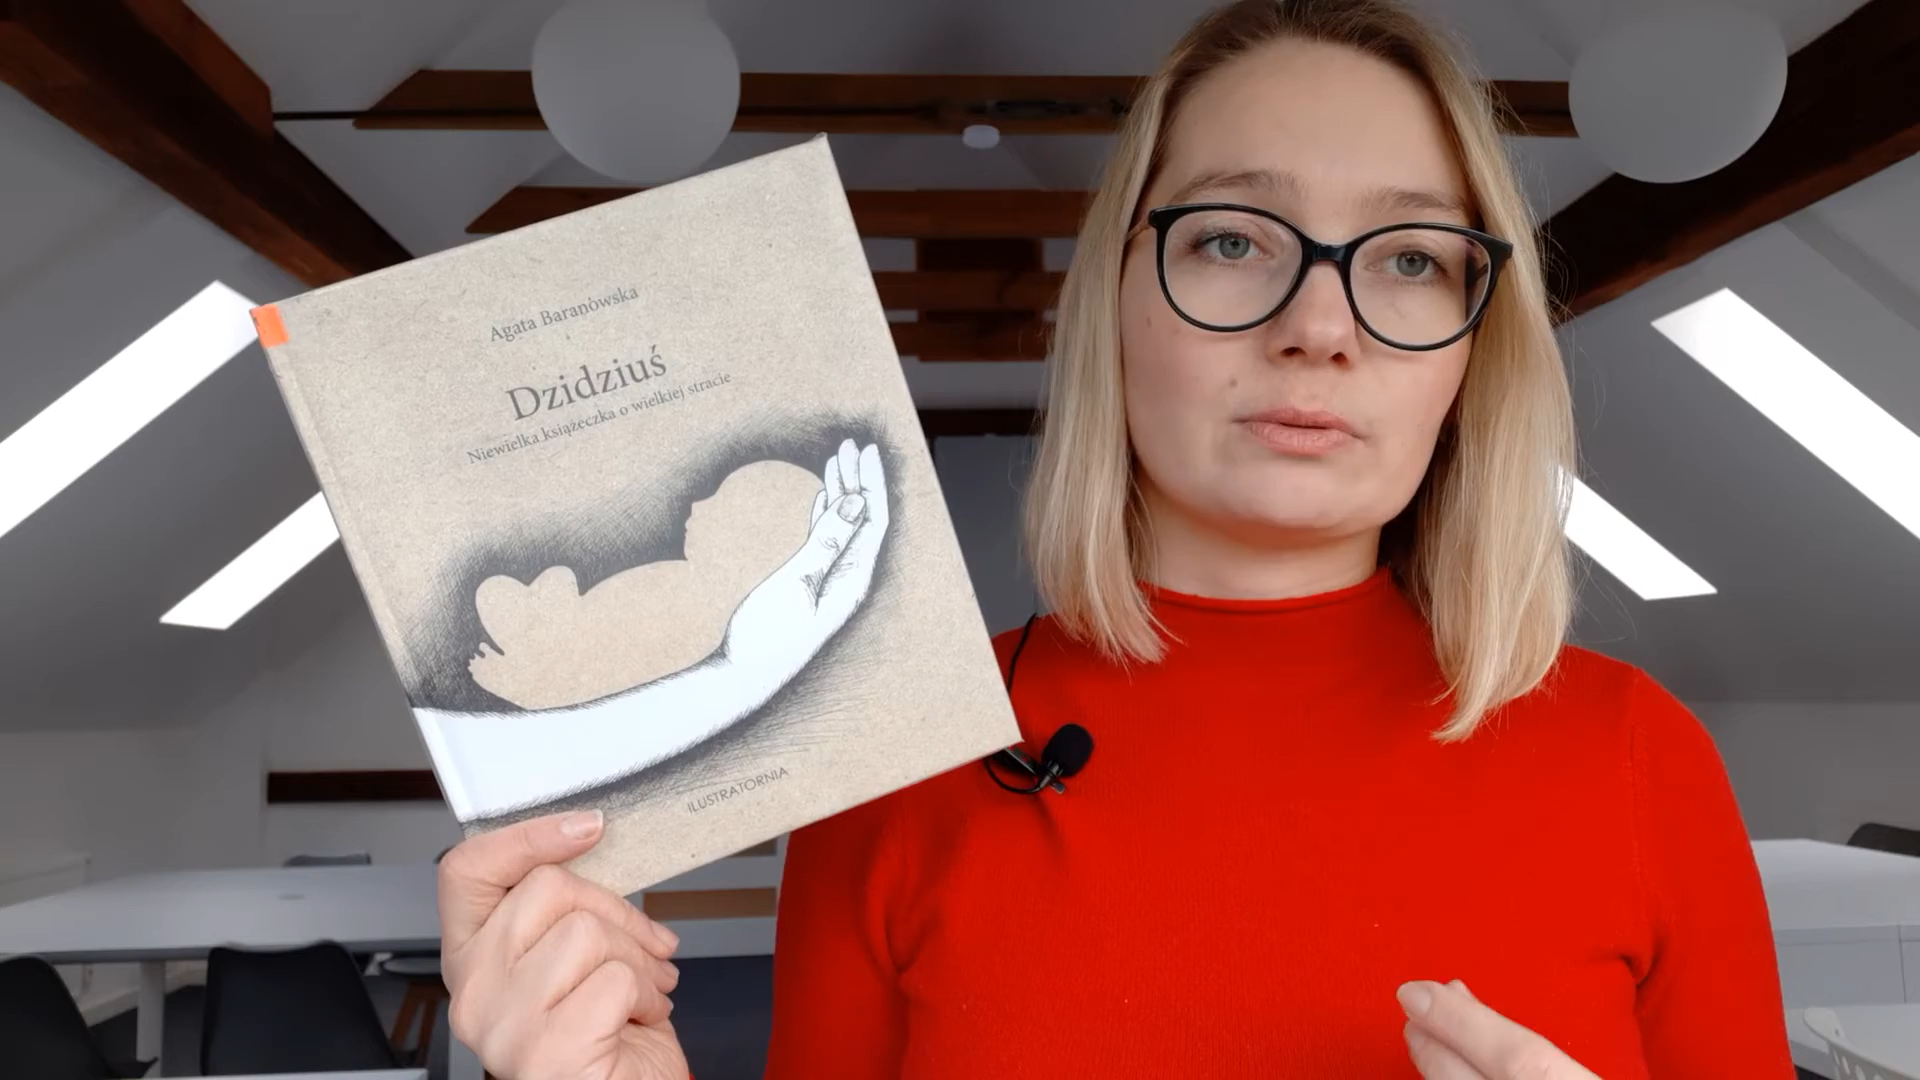 Agata Baranowska
Dzidziuś
Niewielka książeczka o wielkiej stracie
ILUSTRATORNIA